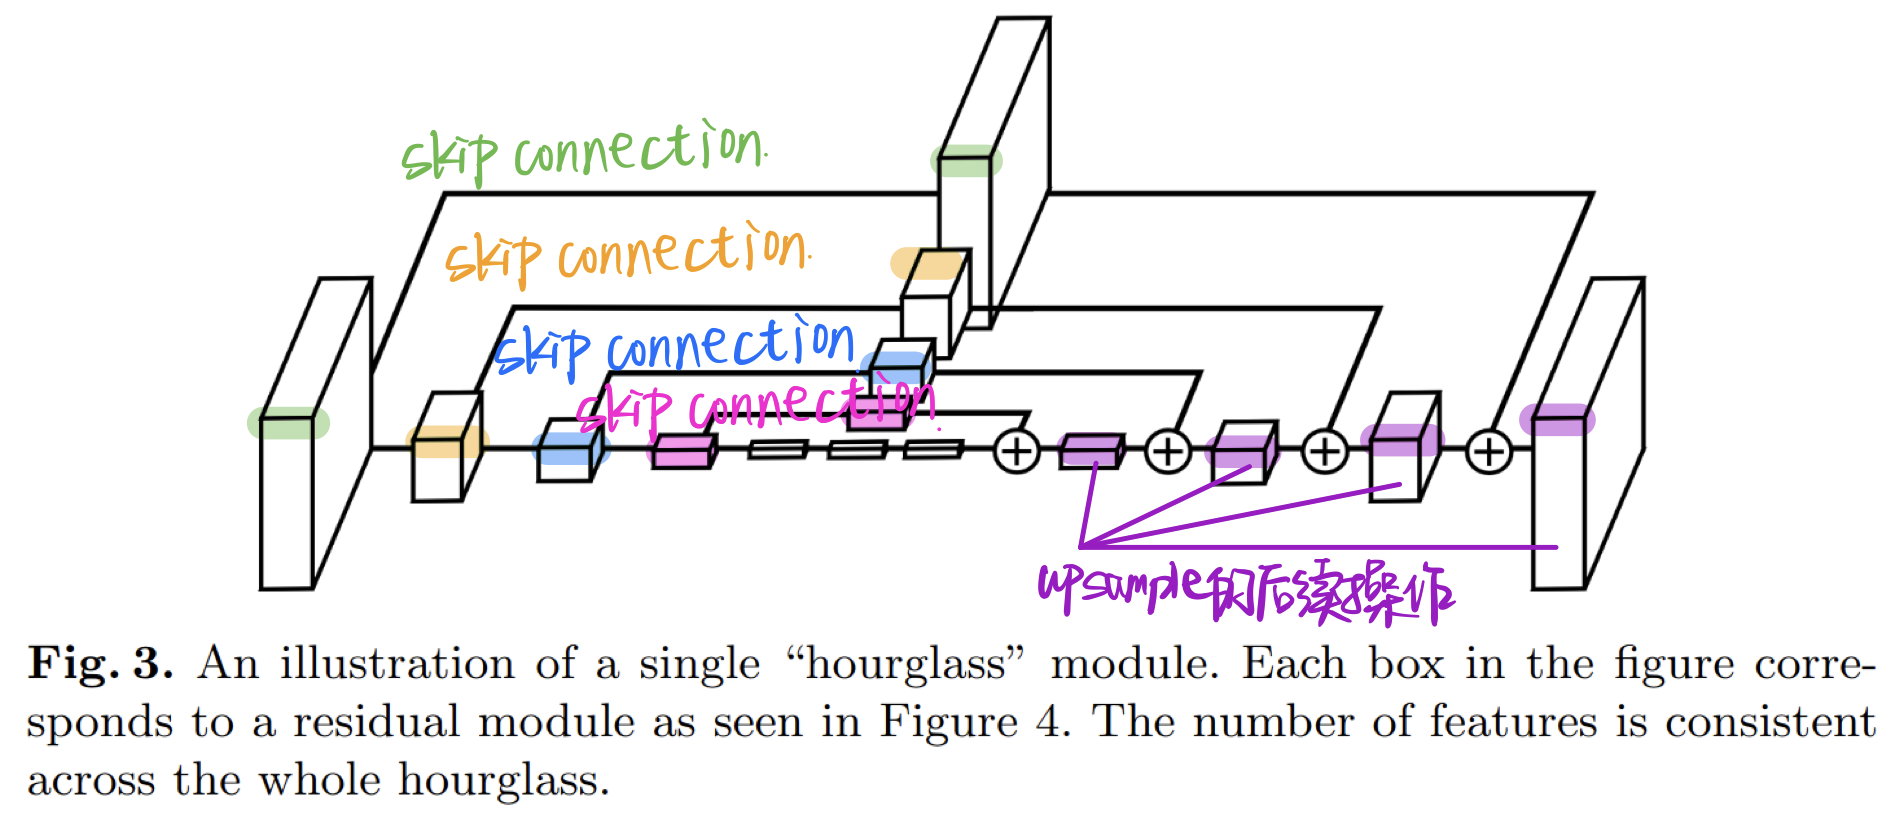 skip connection.
skip connection.
skip connection
skip connection.
upsample的后续操作
Fig. 3. An illustration of a single “hourglass” module. Each box in the figure corre-
sponds to a residual module as seen in Figure 4. The number of features is consistent
across the whole hourglass.